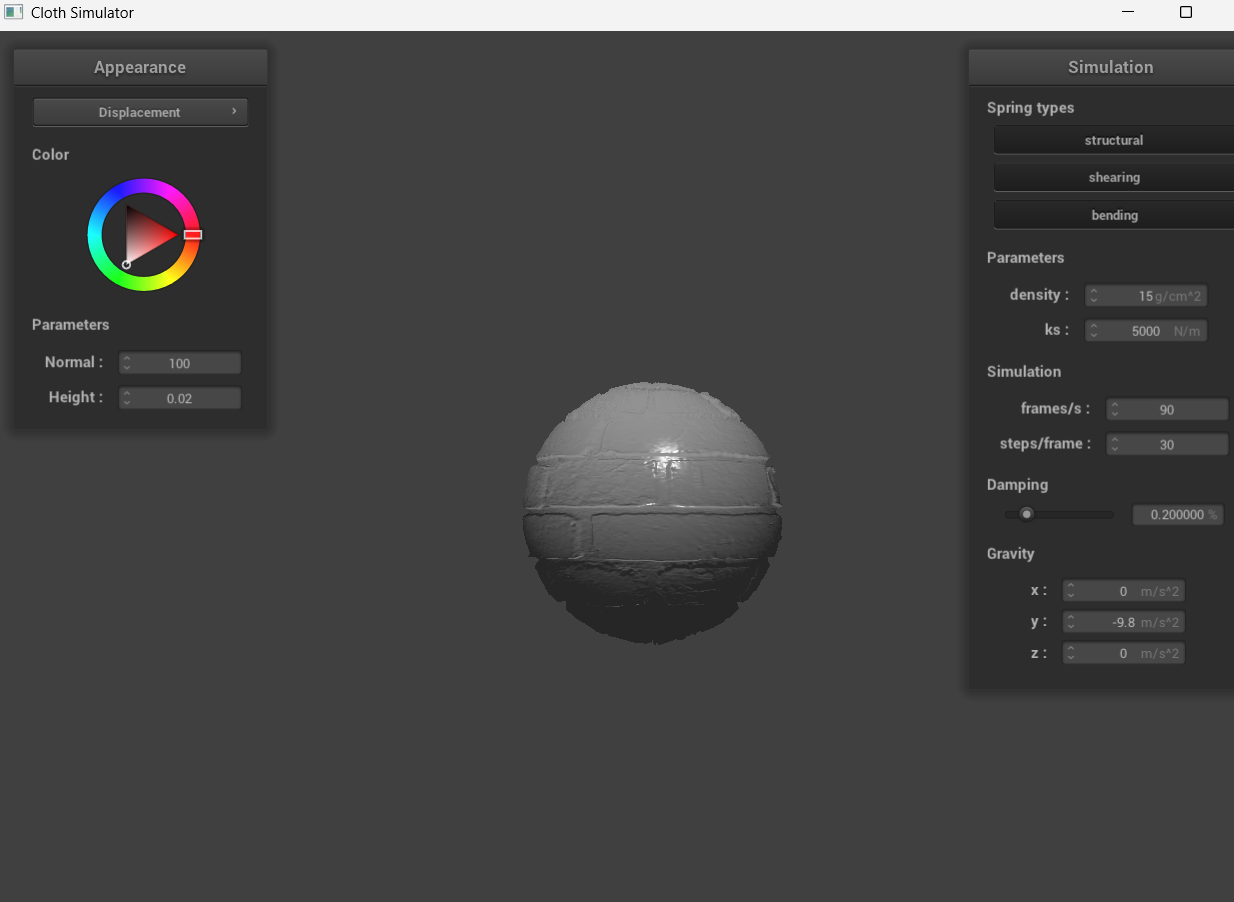 Cloth Simulator
Appearance
Displacement
Color
Parameters
Normal : 100
Height : 0.02
Simulation
Spring types
structural
shearing
bending
Parameters
density : 15 g/cm^2
ks : 5000 N/m
Simulation
frames/s : 90
steps/frame : 30
Damping
0.200000 %
Gravity
x : 0 m/s^2
y : -9.8 m/s^2
z : 0 m/s^2